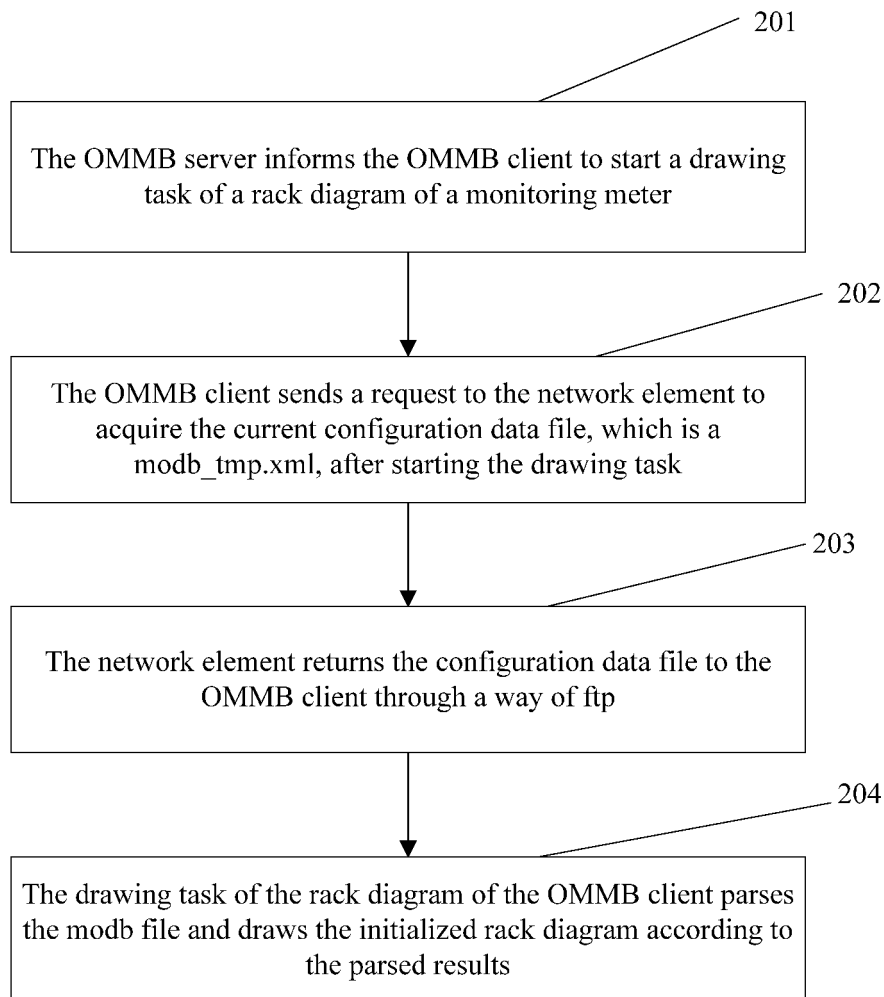 201
The OMMB server informs the OMMB client to start a drawing
task of a rack diagram of a monitoring meter
202
The OMMB client sends a request to the network element to
acquire the current configuration data file, which is a
modb_tmp.xml, after starting the drawing task
203
The network element returns the configuration data file to the
OMMB client through a way of ftp
204
The drawing task of the rack diagram of the OMMB client parses
the modb file and draws the initialized rack diagram according to
the parsed results